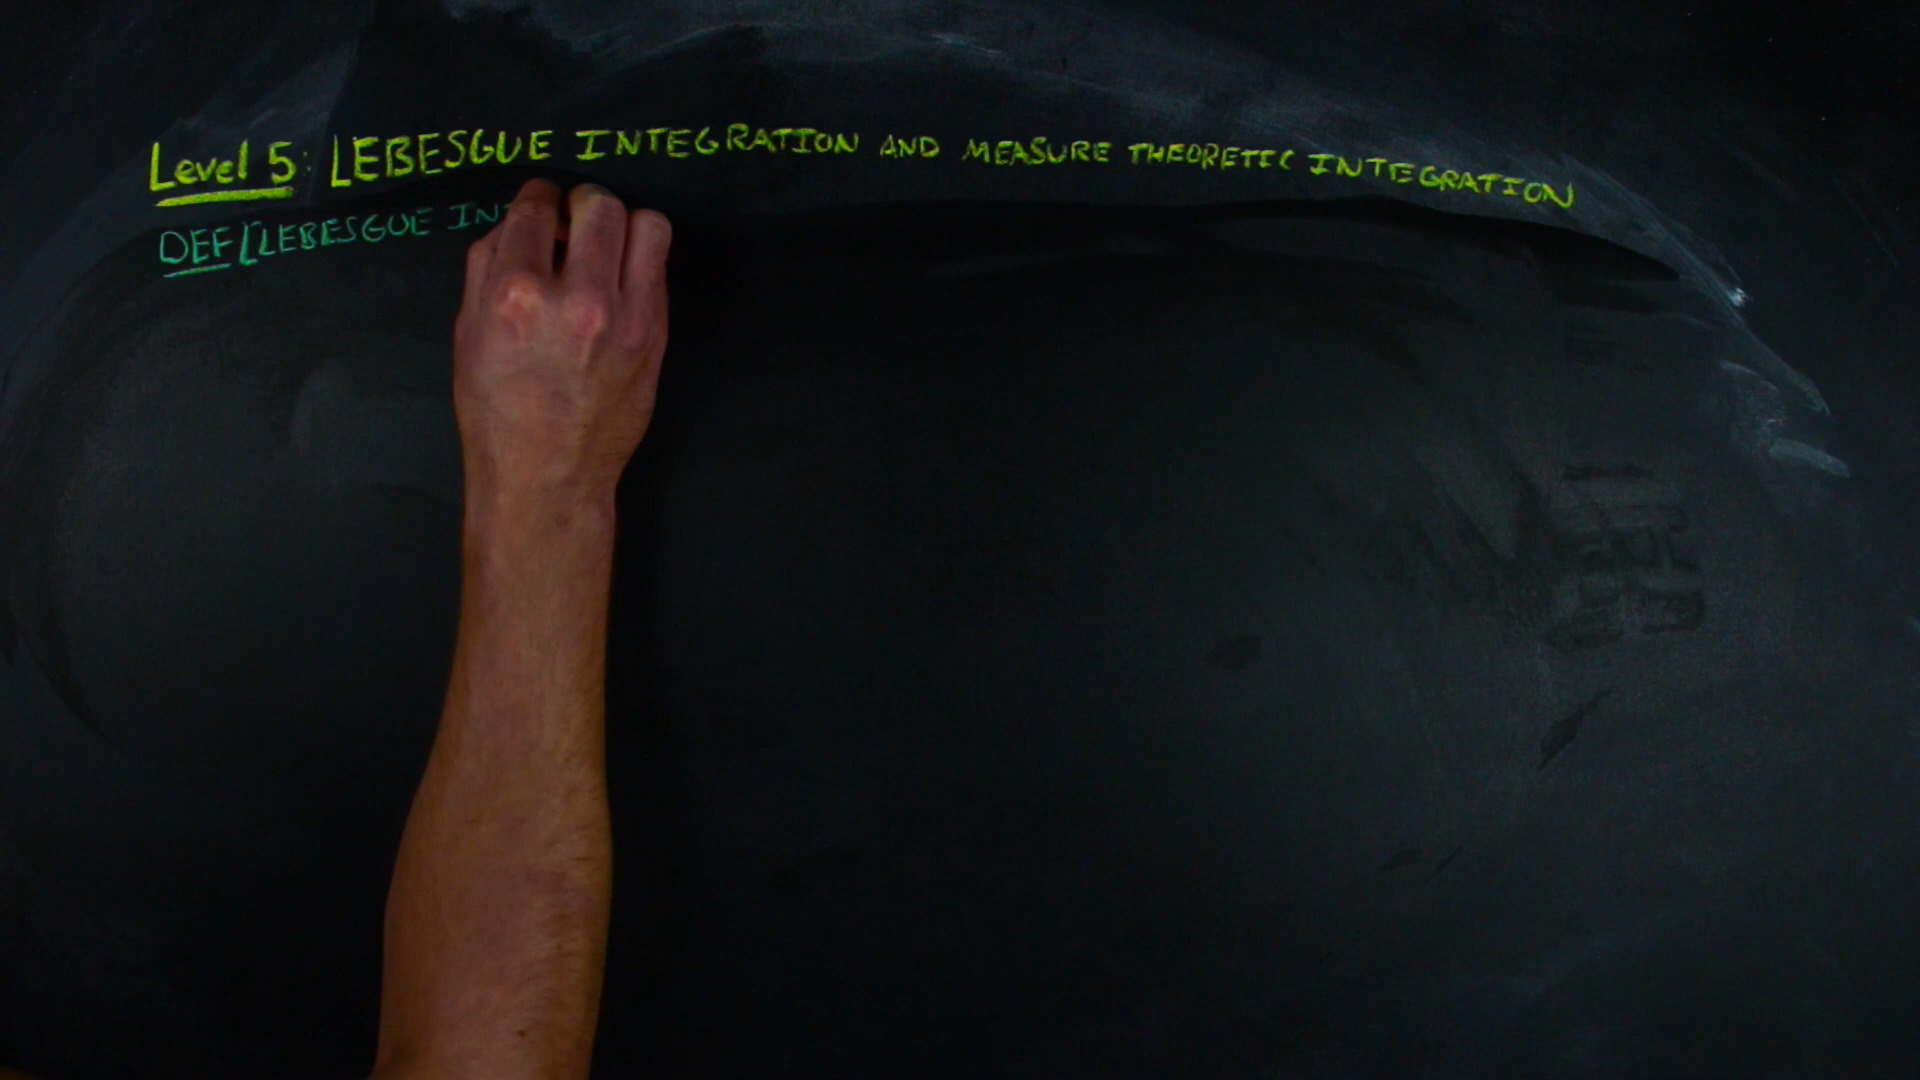 Level 5: LEBESGUE INTEGRATION AND MEASURE THEORETIC INTEGRATION
DEF [LEBESGUE IN